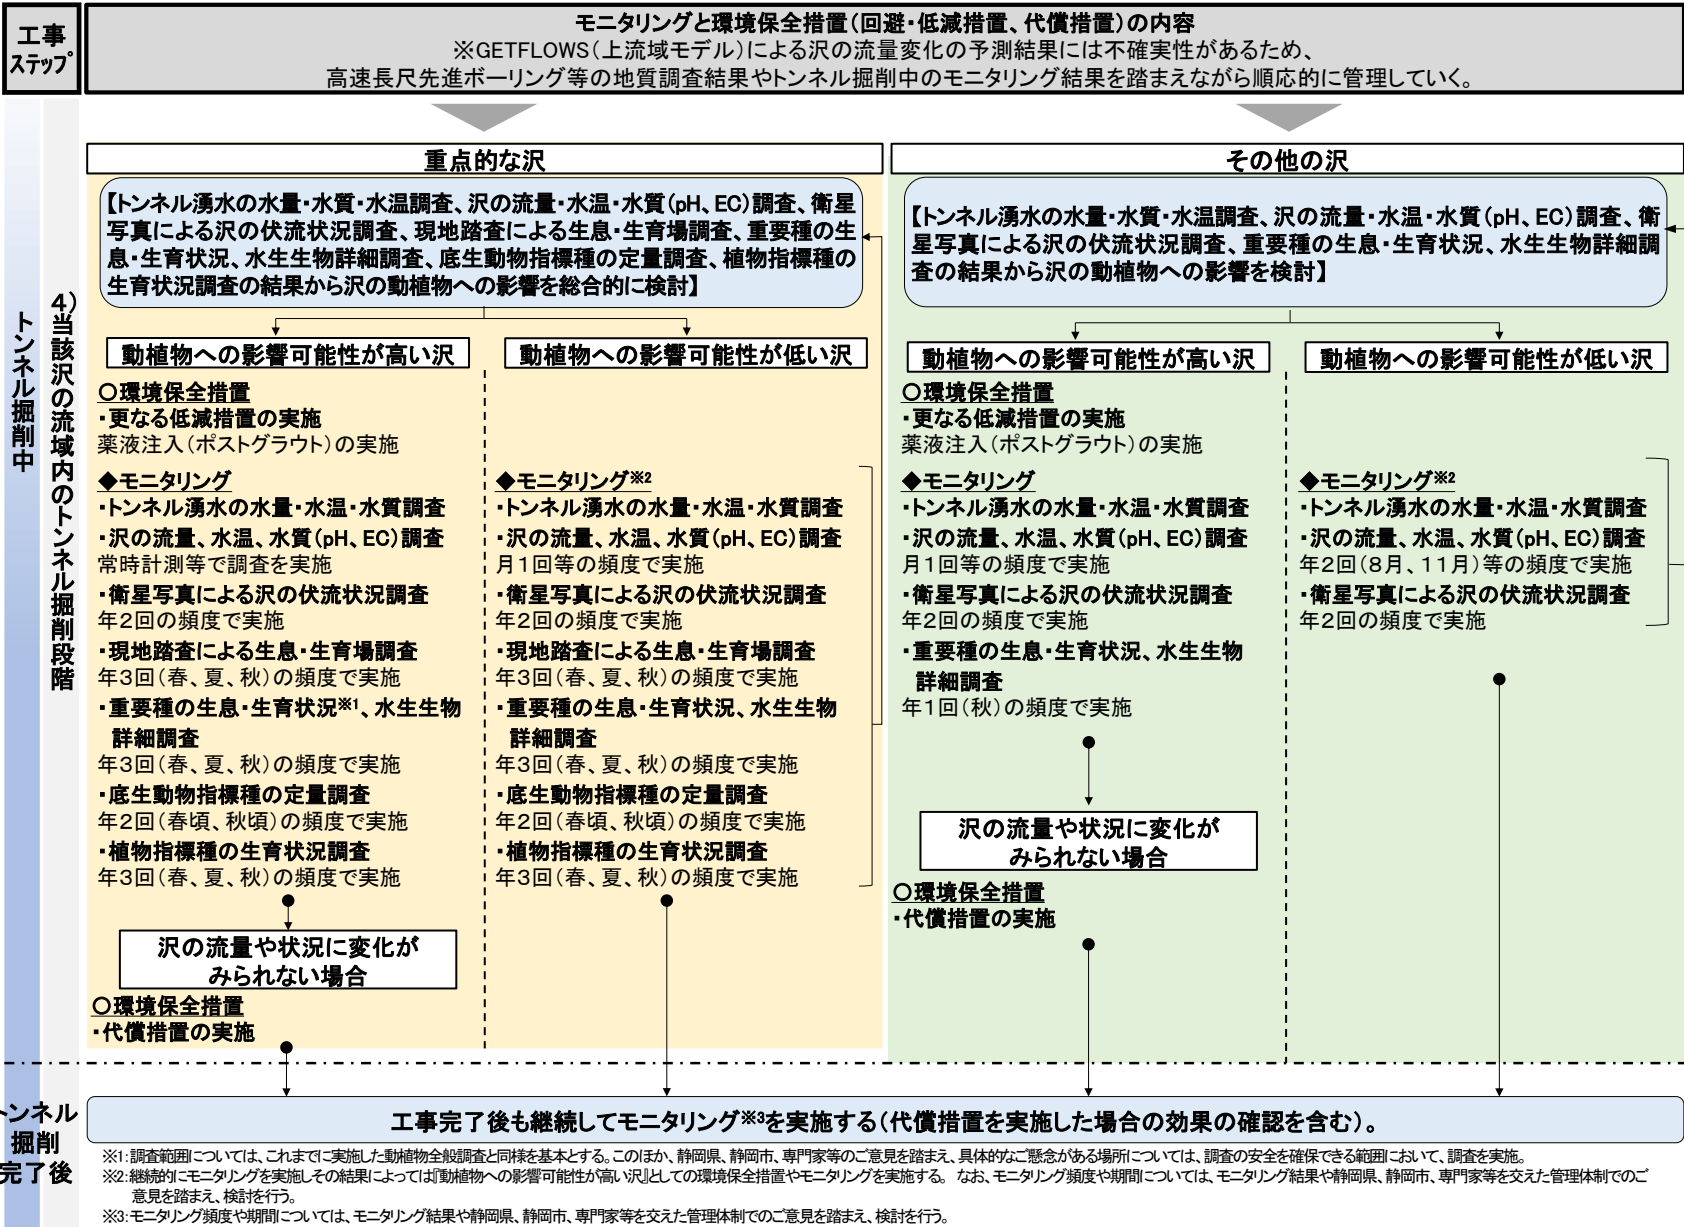 工事
ステップ
モニタリングと環境保全措置(回避・低減措置、代償措置)の内容
※GETFLOWS(上流域モデル)による沢の流量変化の予測結果には不確実性があるため、
高速長尺先進ボーリング等の地質調査結果やトンネル掘削中のモニタリング結果を踏まえながら順応的に管理していく。
トンネル掘削中
4)当該沢の流域内のトンネル掘削段階
重点的な沢
【トンネル湧水の水量・水質・水温調査、沢の流量・水温・水質(pH、EC)調査、衛星
写真による沢の伏流状況調査、現地踏査による生息・生育場調査、重要種の生
息・生育状況、水生生物詳細調査、底生動物指標種の定量調査、植物指標種の
生育状況調査の結果から沢の動植物への影響を総合的に検討】
動植物への影響可能性が高い沢
〇環境保全措置
・更なる低減措置の実施
薬液注入(ポストグラウト)の実施
◆モニタリング
・トンネル湧水の水量・水温・水質調査
・沢の流量、水温、水質(pH、EC)調査
常時計測等で調査を実施
・衛星写真による沢の伏流状況調査
年2回の頻度で実施
・現地踏査による生息・生育場調査
年3回(春、夏、秋)の頻度で実施
・重要種の生息・生育状況※1、水生生物
詳細調査
年3回(春、夏、秋)の頻度で実施
・底生動物指標種の定量調査
年2回(春頃、秋頃)の頻度で実施
・植物指標種の生育状況調査
年3回(春、夏、秋)の頻度で実施
沢の流量や状況に変化が
みられない場合
〇環境保全措置
・代償措置の実施
動植物への影響可能性が低い沢
◆モニタリング※2
・トンネル湧水の水量・水温・水質調査
・沢の流量、水温、水質(pH、EC)調査
月1回等の頻度で実施
・衛星写真による沢の伏流状況調査
年2回の頻度で実施
・現地踏査による生息・生育場調査
年3回(春、夏、秋)の頻度で実施
・重要種の生息・生育状況、水生生物
詳細調査
年3回(春、夏、秋)の頻度で実施
・底生動物指標種の定量調査
年2回(春頃、秋頃)の頻度で実施
・植物指標種の生育状況調査
年3回(春、夏、秋)の頻度で実施
その他の沢
【トンネル湧水の水量・水質・水温調査、沢の流量・水温・水質(pH、EC)調査、衛
星写真による沢の伏流状況調査、重要種の生息・生育状況、水生生物詳細調
査の結果から沢の動植物への影響を検討】
動植物への影響可能性が高い沢
〇環境保全措置
・更なる低減措置の実施
薬液注入(ポストグラウト)の実施
◆モニタリング
・トンネル湧水の水量・水温・水質調査
・沢の流量、水温、水質(pH、EC)調査
月1回等の頻度で実施
・衛星写真による沢の伏流状況調査
年2回の頻度で実施
・重要種の生息・生育状況、水生生物
詳細調査
年1回(秋)の頻度で実施
沢の流量や状況に変化が
みられない場合
〇環境保全措置
・代償措置の実施
動植物への影響可能性が低い沢
◆モニタリング※2
・トンネル湧水の水量・水温・水質調査
・沢の流量、水温、水質(pH、EC)調査
年2回(8月、11月)等の頻度で実施
・衛星写真による沢の伏流状況調査
年2回の頻度で実施
トンネル
掘削
完了後
工事完了後も継続してモニタリング※3を実施する(代償措置を実施した場合の効果の確認を含む)。
※1:調査範囲については、これまでに実施した動植物全般調査と同様を基本とする。このほか、静岡県、静岡市、専門家等のご意見を踏まえ、具体的なご懸念がある場所については、調査の安全を確保できる範囲において、調査を実施。
※2:継続的にモニタリングを実施しその結果によっては『動植物への影響可能性が高い沢』としての環境保全措置やモニタリングを実施する。 なお、モニタリング頻度や期間については、モニタリング結果や静岡県、静岡市、専門家等を交えた管理体制でのご
意見を踏まえ、検討を行う。
※3:モニタリング頻度や期間については、モニタリング結果や静岡県、静岡市、専門家等を交えた管理体制でのご意見を踏まえ、検討を行う。